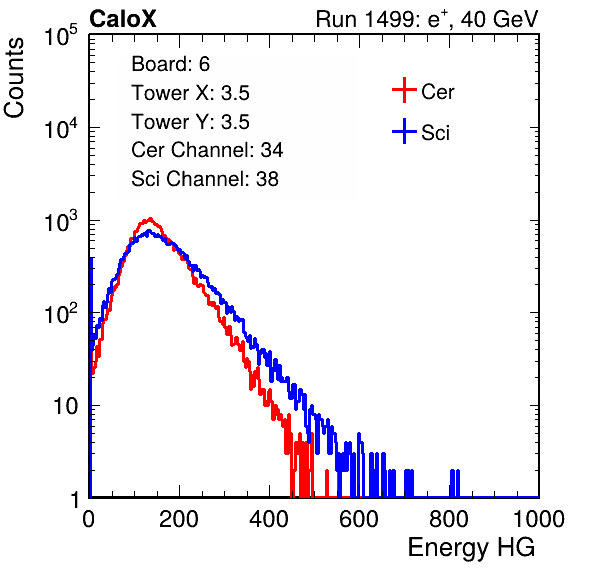 CaloX Run 1499: e+, 40 GeV
Counts
10^5
10^4
10^3
10^2
10
1
Board: 6
Tower X: 3.5
Tower Y: 3.5
Cer Channel: 34
Sci Channel: 38
Cer
Sci
0 200 400 600 800 1000
Energy HG